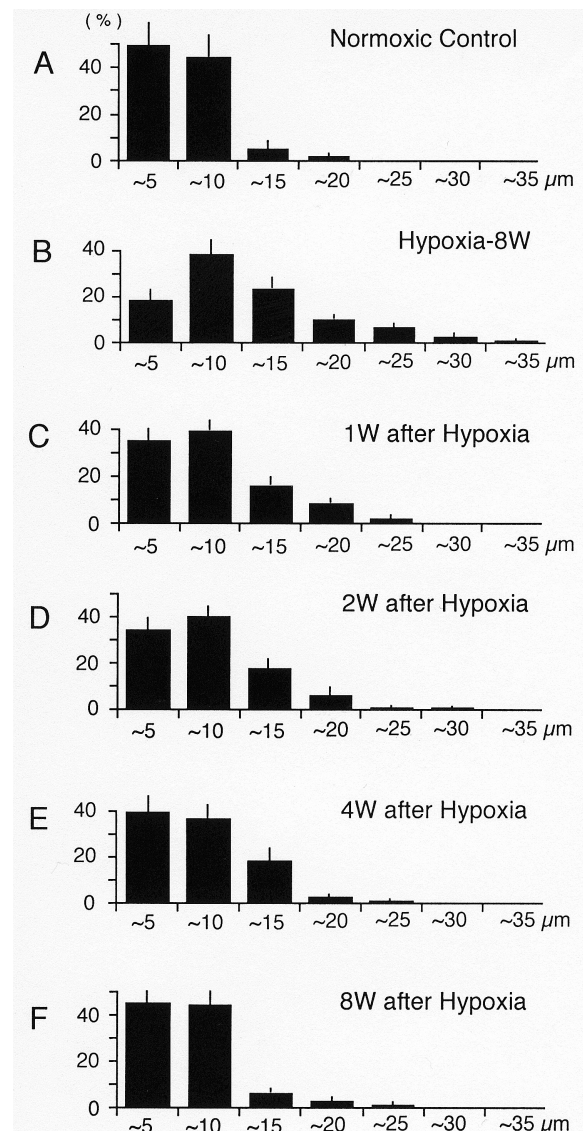 (%)
A
Normoxic Control
40
20
0
~5 ~10 ~15 ~20 ~25 ~30 ~35 µm
B
Hypoxia-8W
40
20
0
~5 ~10 ~15 ~20 ~25 ~30 ~35 µm
C
1W after Hypoxia
40
20
0
~5 ~10 ~15 ~20 ~25 ~30 ~35 µm
D
2W after Hypoxia
40
20
0
~5 ~10 ~15 ~20 ~25 ~30 ~35 µm
E
4W after Hypoxia
40
20
0
~5 ~10 ~15 ~20 ~25 ~30 ~35 µm
F
8W after Hypoxia
40
20
0
~5 ~10 ~15 ~20 ~25 ~30 ~35 µm